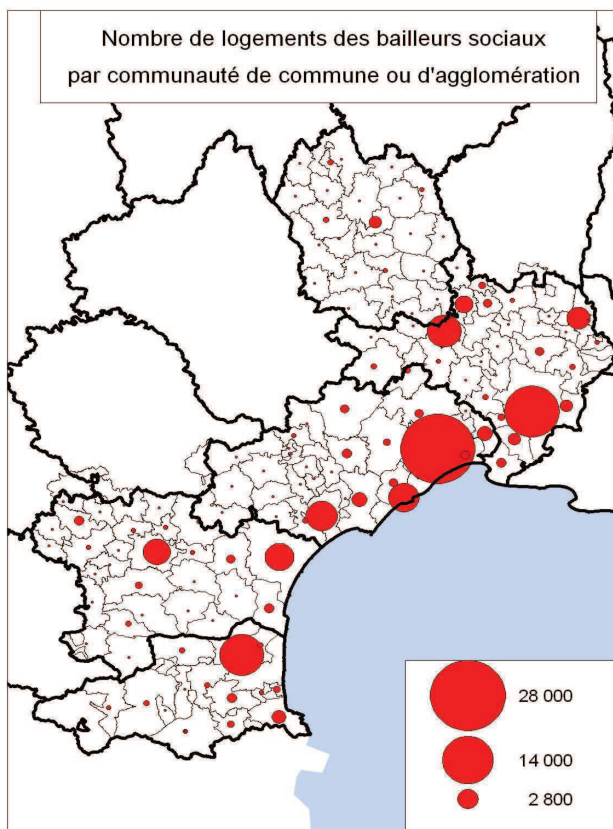 Nombre de logements des bailleurs sociaux
par communauté de commune ou d'agglomération
28 000
14 000
2 800